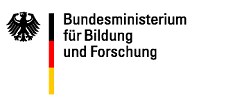 Bundesministerium
für Bildung
und Forschung